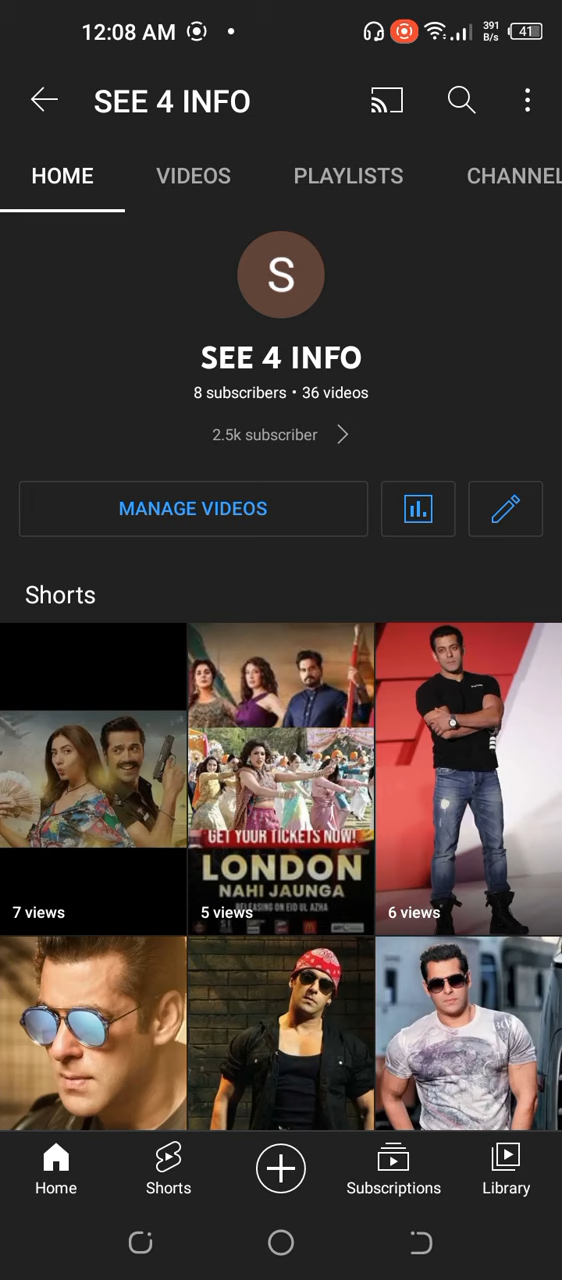 12:08 AM
391
B/s
41
SEE 4 INFO
HOME
VIDEOS
PLAYLISTS
CHANNEL
S
SEE 4 INFO
8 subscribers • 36 videos
2.5k subscriber
MANAGE VIDEOS
Shorts
GET YOUR TICKETS NOW!
LONDON
NAHI JAUNGA
RELEASING ON EID UL AZHA
7 views
5 views
6 views
Home
Shorts
Subscriptions
Library